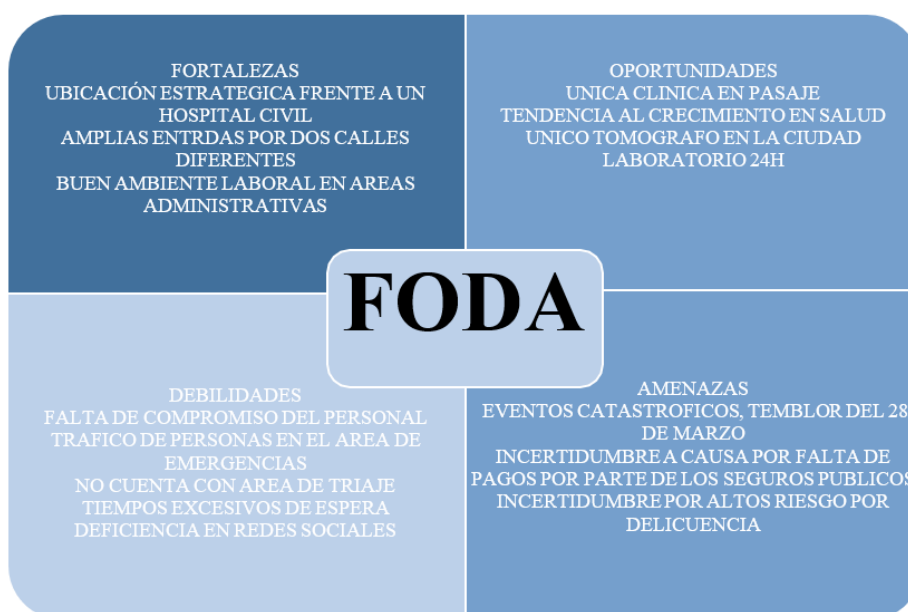 FORTALEZAS
UBICACIÓN ESTRATEGICA FRENTE A UN
HOSPITAL CIVIL
AMPLIAS ENTRDAS POR DOS CALLES
DIFERENTES
BUEN AMBIENTE LABORAL EN AREAS
ADMINISTRATIVAS
OPORTUNIDADES
UNICA CLINICA EN PASAJE
TENDENCIA AL CRECIMIENTO EN SALUD
UNICO TOMOGRAFO EN LA CIUDAD
LABORATORIO 24H
FODA
DEBILIDADES
FALTA DE COMPROMISO DEL PERSONAL
TRAFICO DE PERSONAS EN EL AREA DE
EMERGENCIAS
NO CUENTA CON AREA DE TRIAJE
TIEMPOS EXCESIVOS DE ESPERA
DEFICIENCIA EN REDES SOCIALES
AMENAZAS
EVENTOS CATASTROFICOS, TEMBLOR DEL 28
DE MARZO
INCERTIDUMBRE A CAUSA POR FALTA DE
PAGOS POR PARTE DE LOS SEGUROS PUBLICOS
INCERTIDUMBRE POR ALTOS RIESGO POR
DELICUENCIA